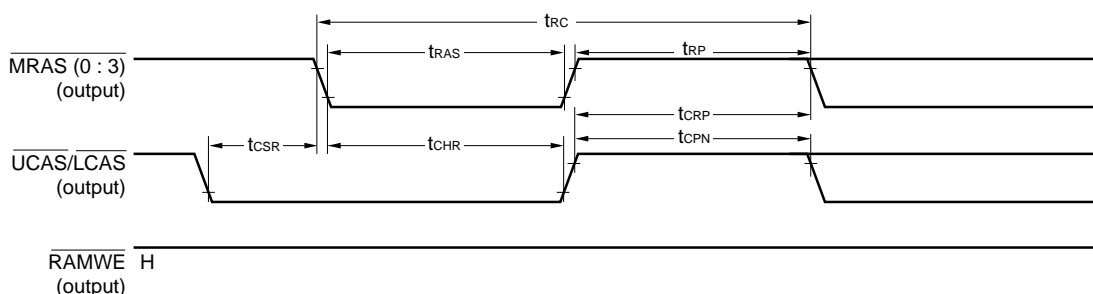 tRC
tRAS
tRP
MRAS (0 : 3)
(output)
tCRP
tCSR
tCHR
tCPN
UCAS/LCAS
(output)
RAMWE H
(output)